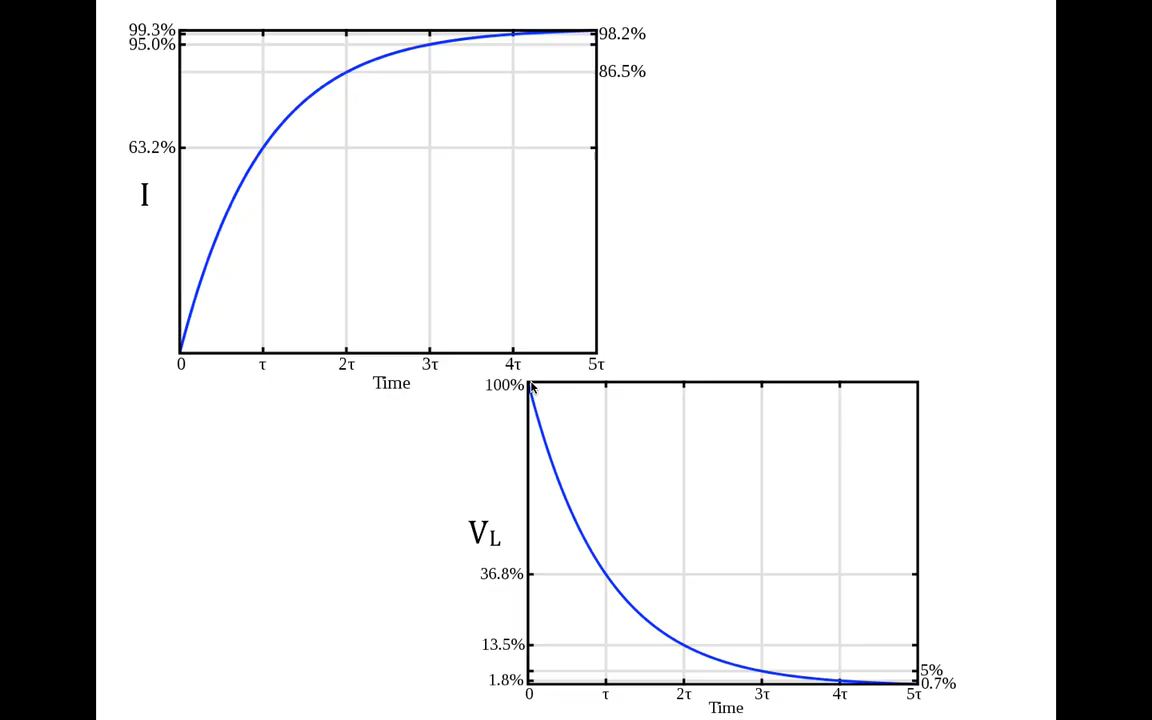 99.3%
98.2%
95.0%
86.5%
63.2%
I
0 τ 2τ 3τ 4τ 5τ
Time
100%
V_L
36.8%
13.5%
5%
1.8%
0.7%
0 τ 2τ 3τ 4τ 5τ
Time